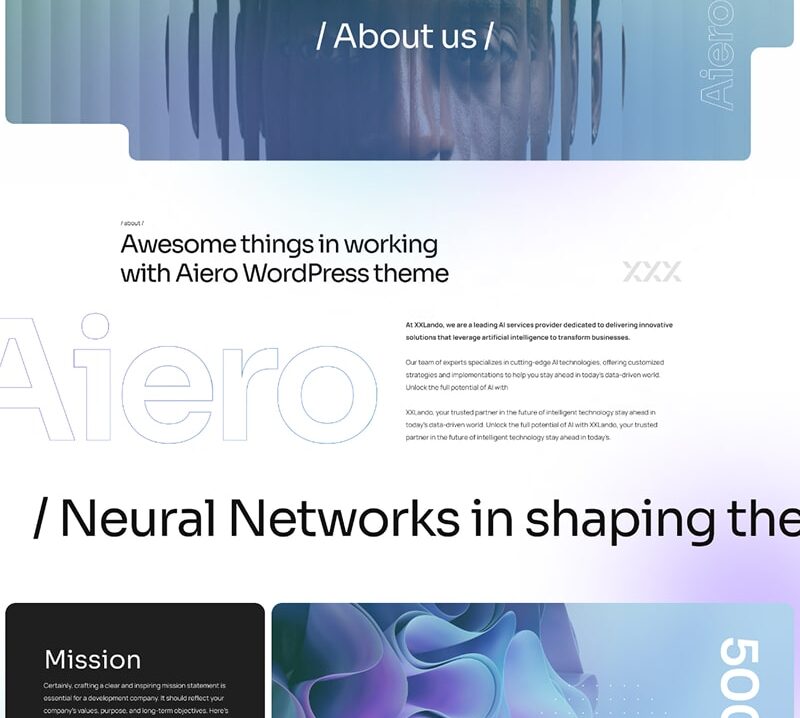 / About us /
Aiero
/ about /
Awesome things in working
with Aiero WordPress theme
XXX
Aiero
At XXLando, we are a leading AI services provider dedicated to delivering innovative
solutions that leverage artificial intelligence to transform businesses.
Our team of experts specializes in cutting-edge AI technologies, offering customized
strategies and implementations to help you stay ahead in today's data-driven world.
Unlock the full potential of AI with
XXLando, your trusted partner in the future of intelligent technology stay ahead in
today's data-driven world. Unlock the full potential of AI with XXLando, your trusted
partner in the future of intelligent technology stay ahead in today's.
/ Neural Networks in shaping the
Mission
Certainly, crafting a clear and inspiring mission statement is
essential for a development company. It should reflect your
company's values, purpose, and long-term objectives. Here's